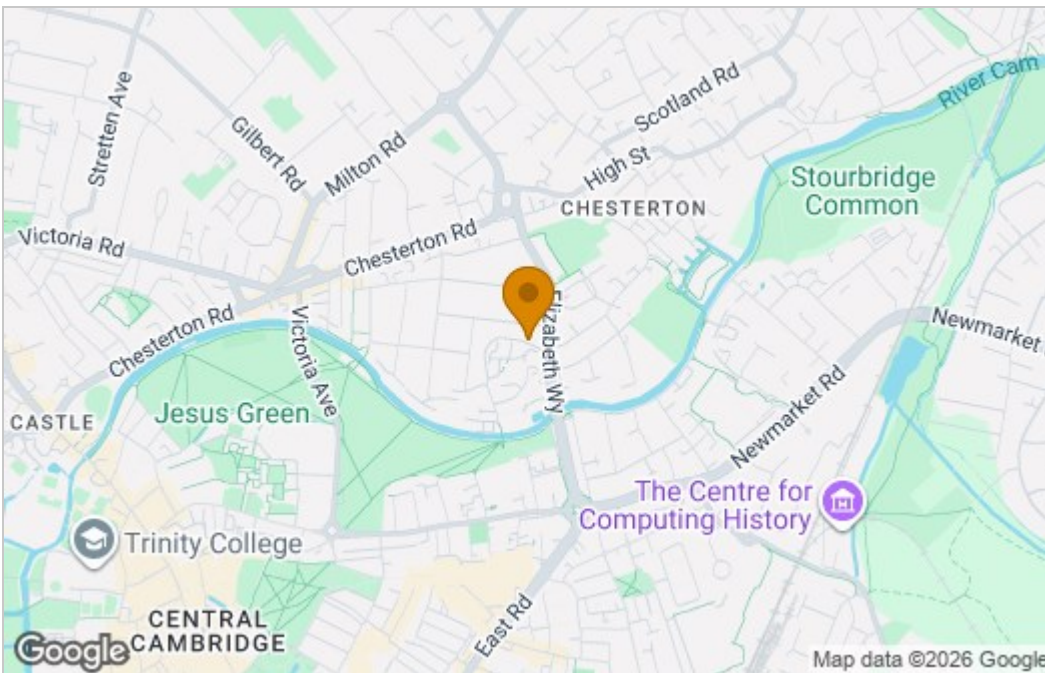 Stretten Ave
Gilbert Rd
Milton Rd
Scotland Rd
River Cam
High St
Stourbridge
Common
CHESTERTON
Victoria Rd
Chesterton Rd
Elizabeth Wy
Chesterton Rd
Victoria Ave
Newmarket
Jesus Green
CASTLE
Newmarket Rd
The Centre for
Computing History
Trinity College
East Rd
CENTRAL
CAMBRIDGE
Google
Map data ©2026 Google